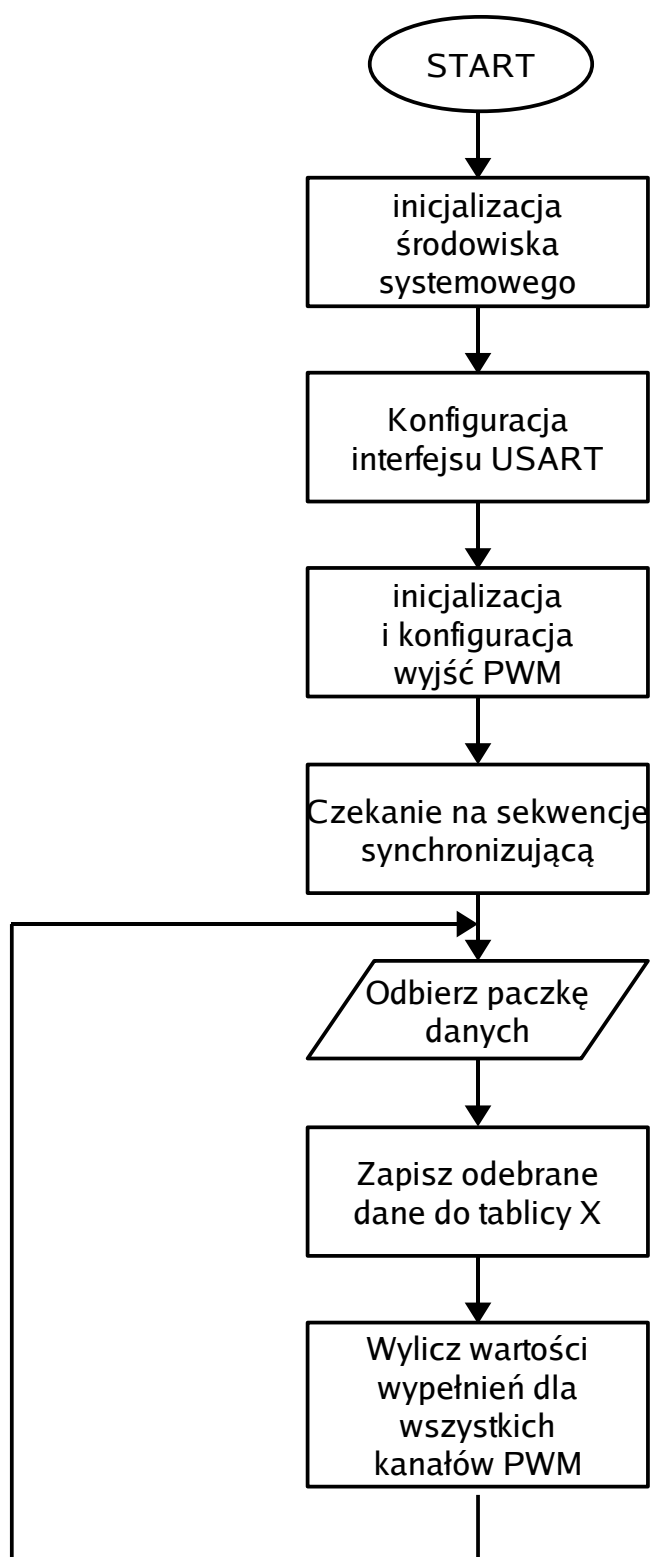 START
inicjalizacja
środowiska
systemowego
Konfiguracja
interfejsu USART
inicjalizacja
i konfiguracja
wyjść PWM
Czekanie na sekwencje
synchronizującą
Odbierz paczkę
danych
Zapisz odebrane
dane do tablicy X
Wylicz wartości
wypełnień dla
wszystkich
kanałów PWM